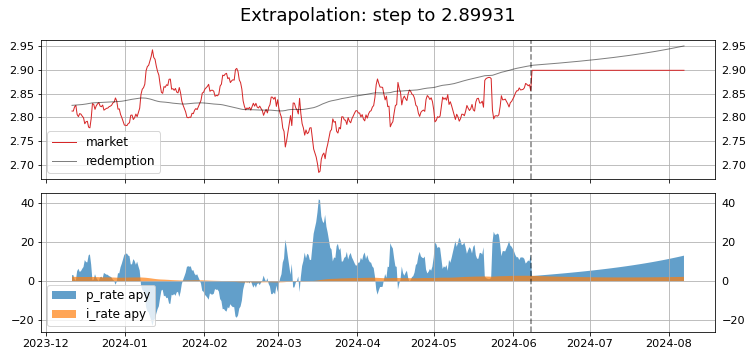 Extrapolation: step to 2.89931
2.95 2.95
2.90 2.90
2.85 2.85
2.80 2.80
2.75 2.75
2.70 2.70
market
redemption
40 40
20 20
0 0
−20 −20
p_rate apy
i_rate apy
2023-12 2024-01 2024-02 2024-03 2024-04 2024-05 2024-06 2024-07 2024-08